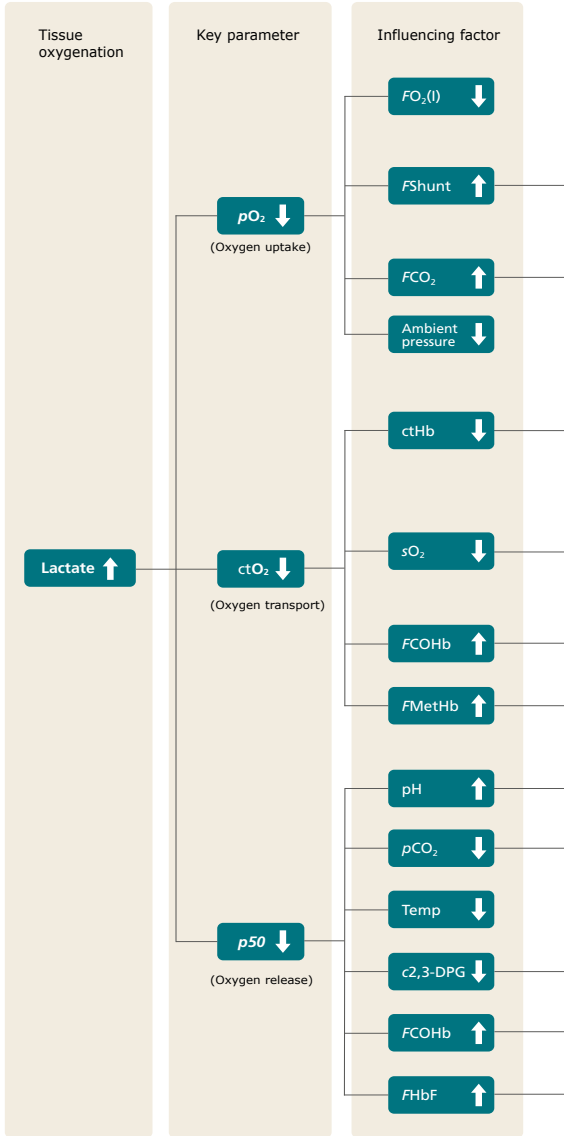 Tissue
oxygenation
Key parameter
Influencing factor
FO₂(I)
FShunt
pO₂
(Oxygen uptake)
FCO₂
Ambient
pressure
ctHb
sO₂
Lactate
ctO₂
(Oxygen transport)
FCOHb
FMetHb
pH
pCO₂
Temp
p50
(Oxygen release)
c2,3-DPG
FCOHb
FHbF